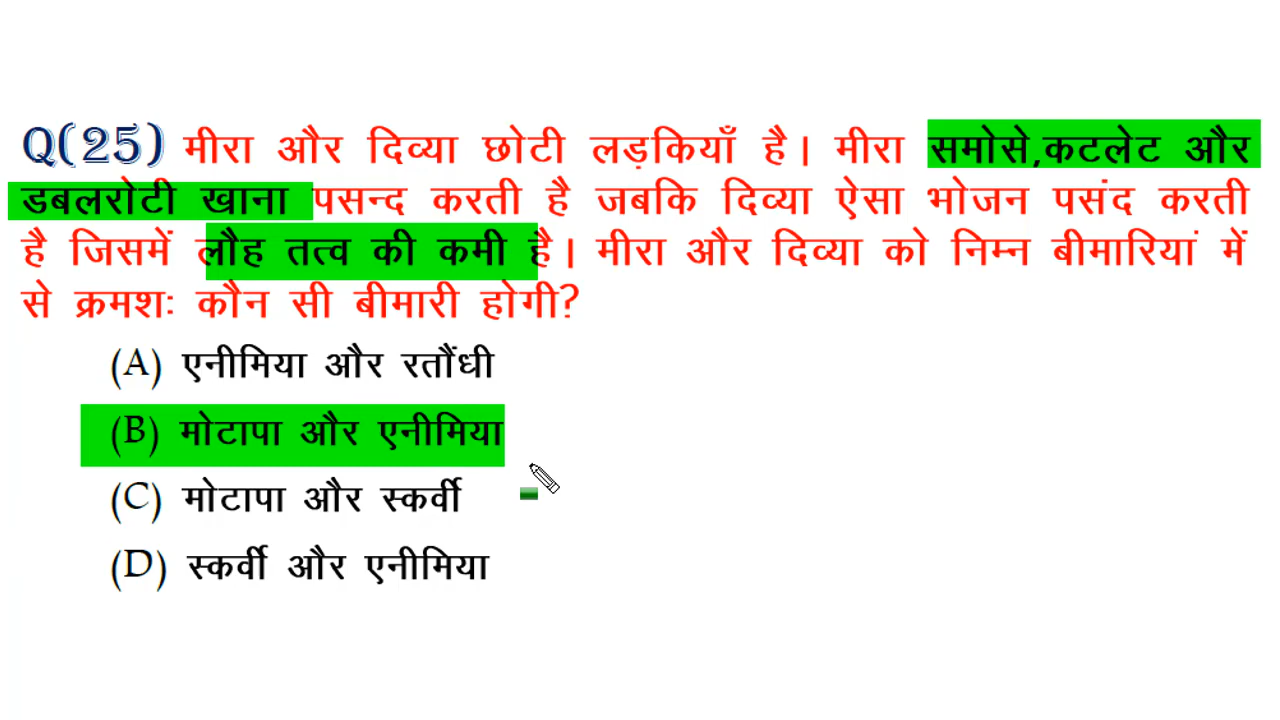 Q(25) मीरा और दिव्या छोटी लड़कियाँ है। मीरा समोसे,कटलेट और
डबलरोटी खाना पसन्द करती है जबकि दिव्या ऐसा भोजन पसंद करती
है जिसमें लौह तत्व की कमी है। मीरा और दिव्या को निम्न बीमारियां में
से क्रमशः कौन सी बीमारी होगी?
(A) एनीमिया और रतौंधी
(B) मोटापा और एनीमिया
(C) मोटापा और स्कर्वी
(D) स्कर्वी और एनीमिया